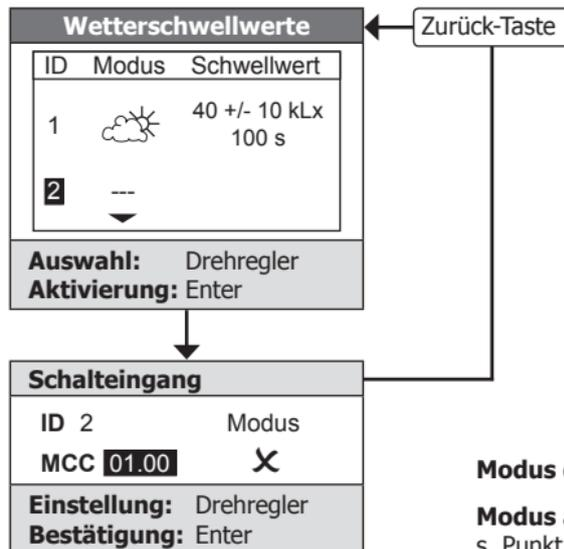 Wetterschwellwerte
Zurück-Taste
ID Modus Schwellwert
1 40 +/- 10 kLx
100 s
2 ---
Auswahl: Drehregler
Aktivierung: Enter
Schalteingang
ID 2 Modus
MCC 01.00
Einstellung: Drehregler
Bestätigung: Enter
Modus
Modus
s. Punkt